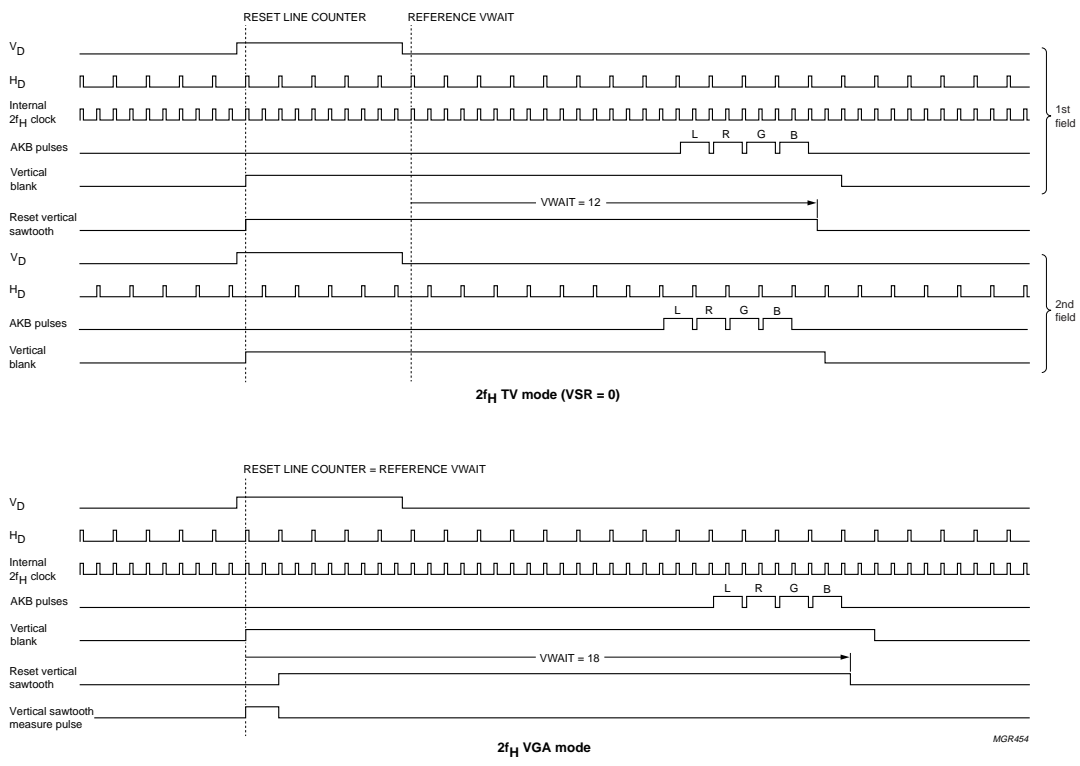 RESET LINE COUNTER REFERENCE VWAIT
VD
HD
Internal
2fH clock
AKB pulses
L R G B
Vertical
blank
VWAIT = 12
Reset vertical
sawtooth
1st
field
VD
HD
AKB pulses
L R G B
Vertical
blank
2nd
field
2fH TV mode (VSR = 0)
RESET LINE COUNTER = REFERENCE VWAIT
VD
HD
Internal
2fH clock
AKB pulses
L R G B
Vertical
blank
VWAIT = 18
Reset vertical
sawtooth
Vertical sawtooth
measure pulse
MGR454
2fH VGA mode